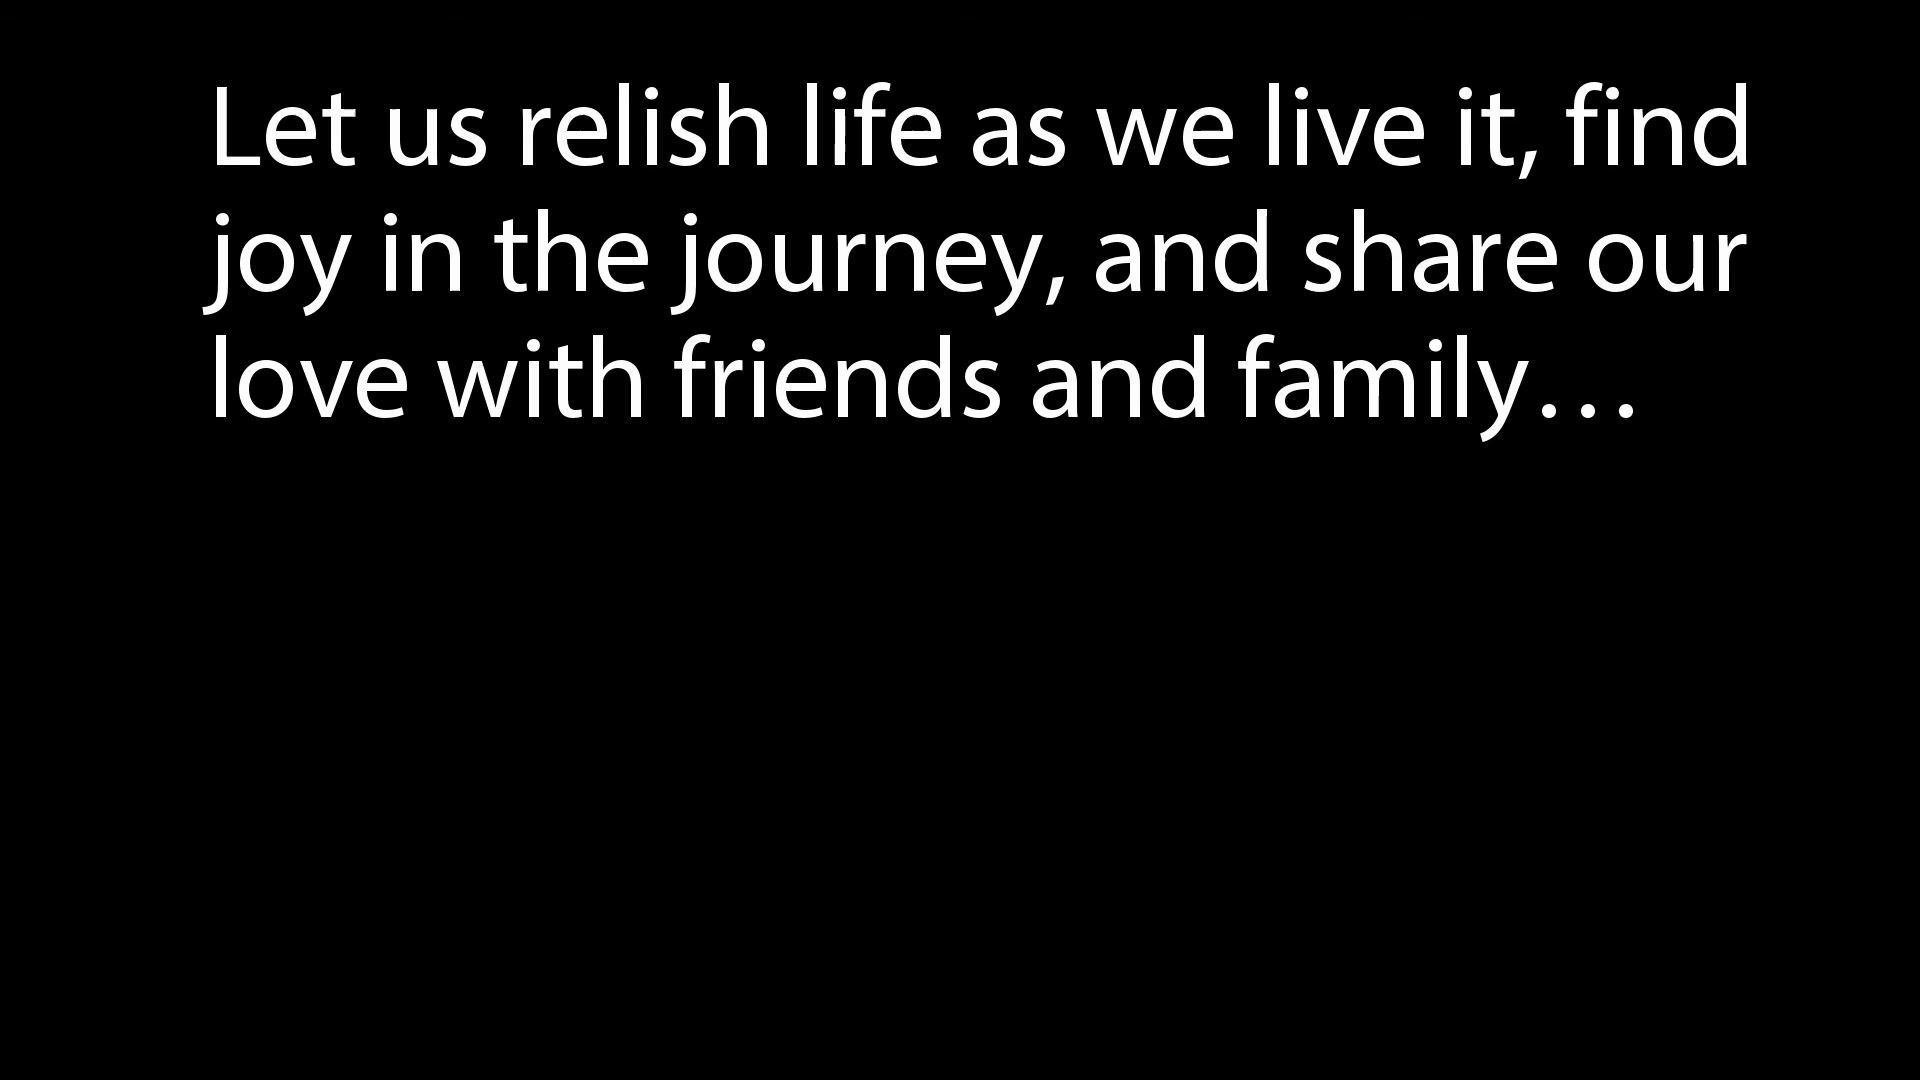 Let us relish life as we live it, find
joy in the journey, and share our
love with friends and family…